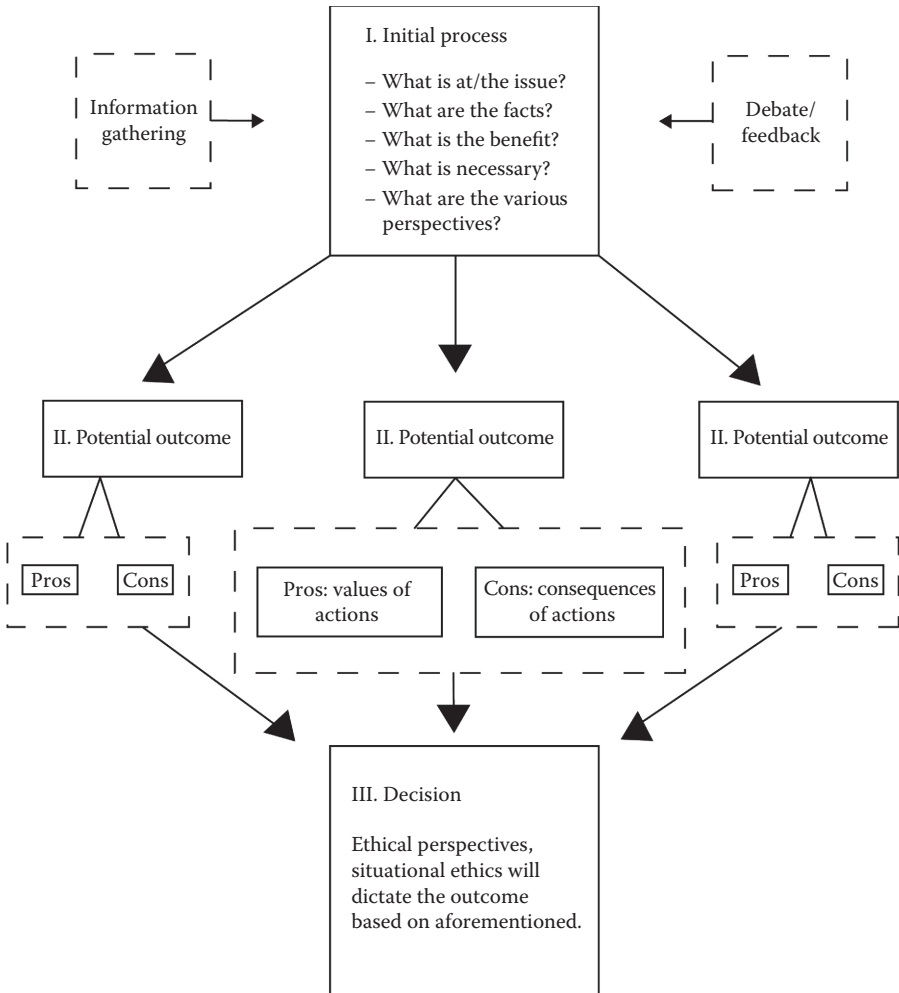 I. Initial process
– What is at/the issue?
– What are the facts?
– What is the benefit?
– What is necessary?
– What are the various
perspectives?
Information
gathering
Debate/
feedback
II. Potential outcome
II. Potential outcome
II. Potential outcome
Pros
Cons
Pros: values of
actions
Cons: consequences
of actions
Pros
Cons
III. Decision
Ethical perspectives,
situational ethics will
dictate the outcome
based on aforementioned.